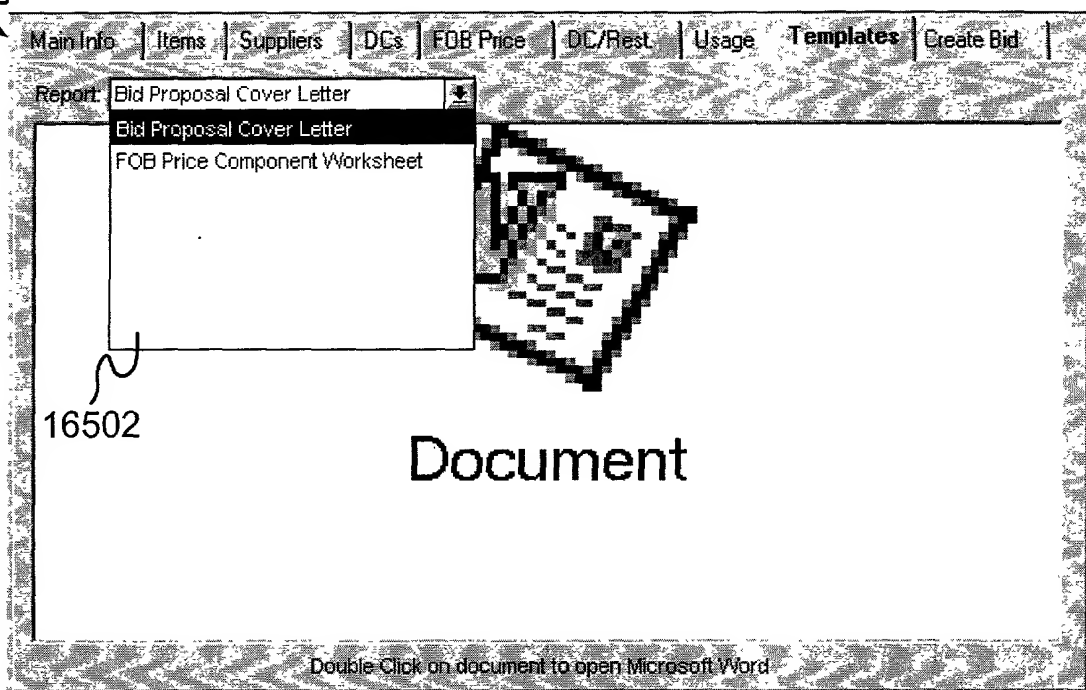 Main Info Items Suppliers DCs FOB Price DC/Rest. Usage Templates Create Bid
Report: Bid Proposal Cover Letter
Bid Proposal Cover Letter
FOB Price Component Worksheet
16502
Document
Double Click on document to open Microsoft Word